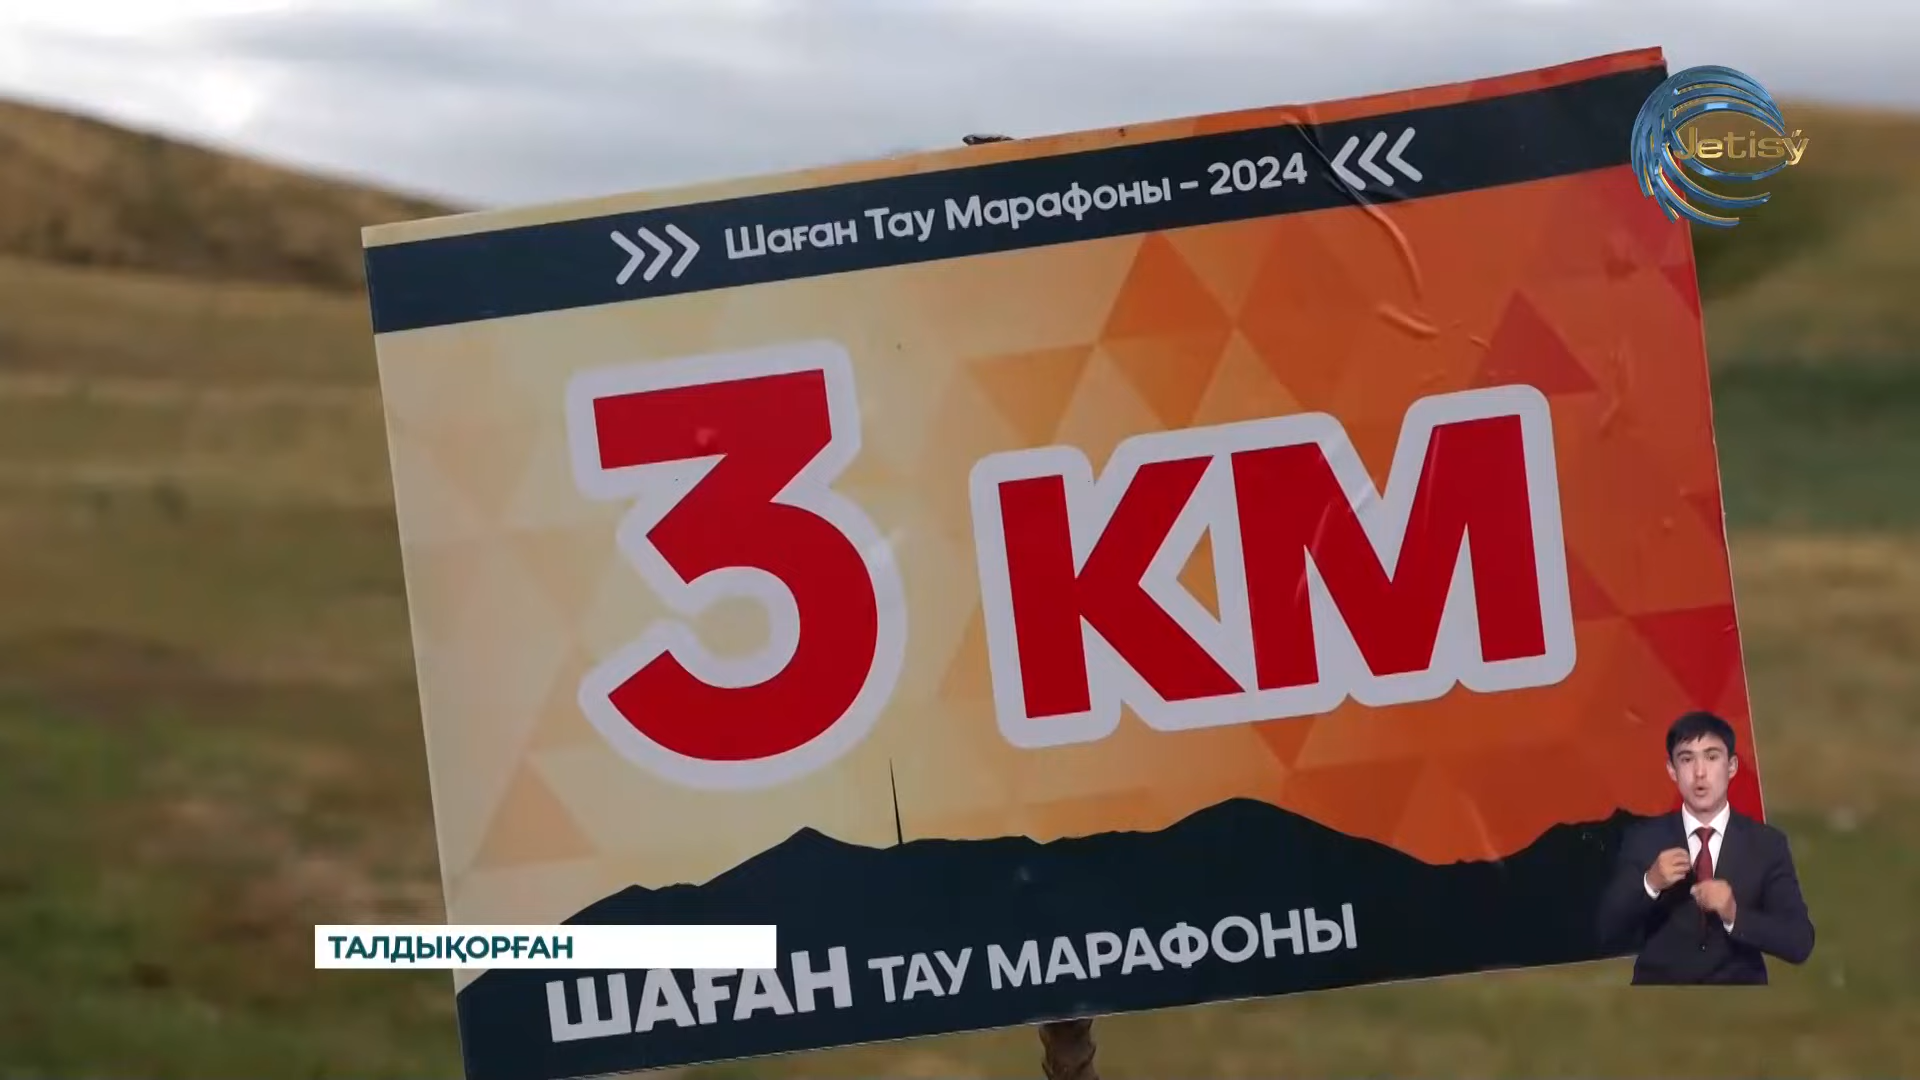 Jetisý
Шаған Тау Марафоны - 2024
3 КМ
ТАЛДЫҚОРҒАН
ШАҒАН ТАУ МАРАФОНЫ